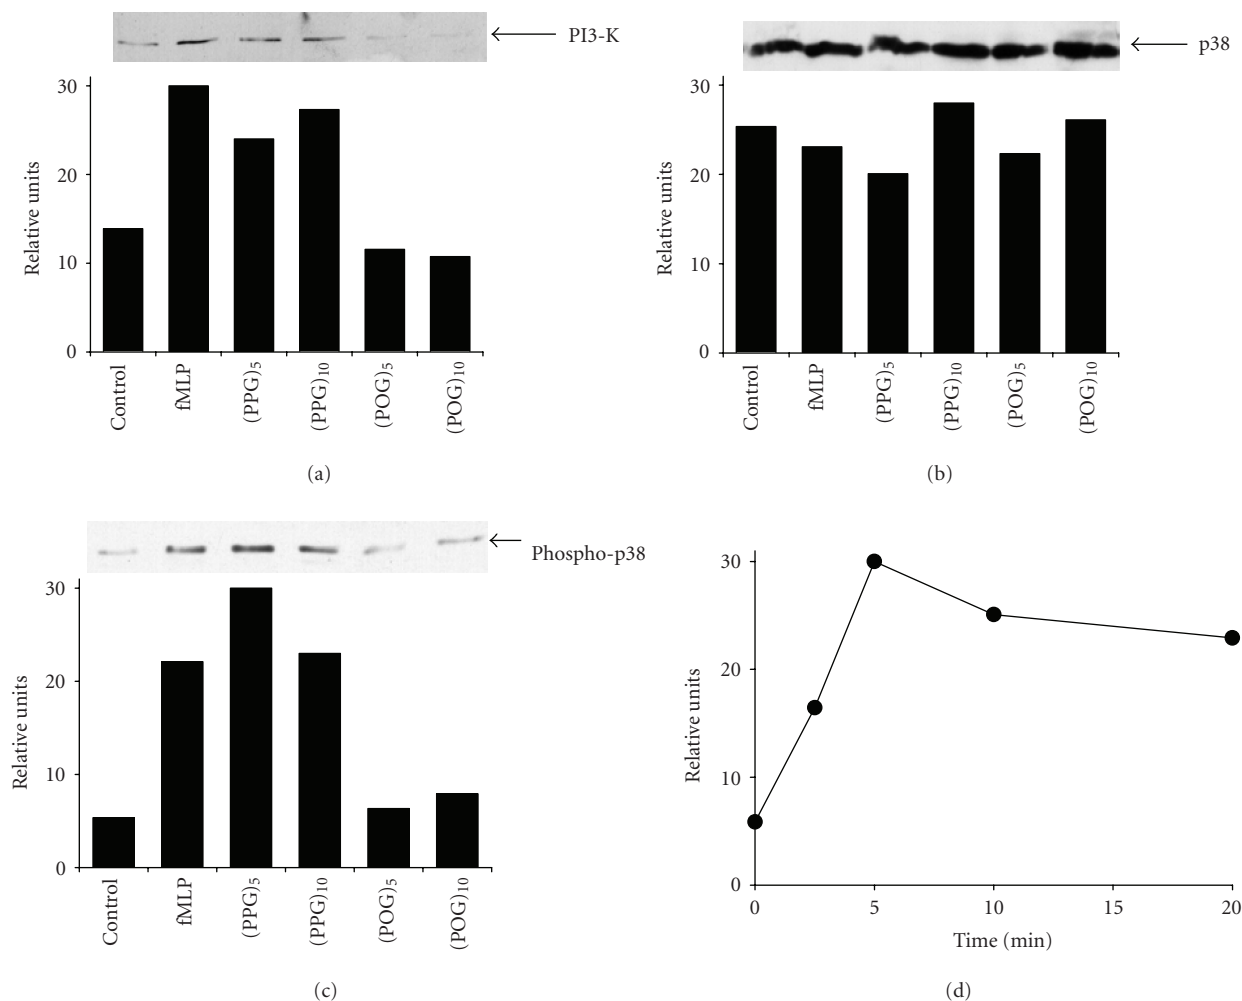 PI3-K
30
20
10
0
Relative units
Control
fMLP
(PPG)5
(PPG)10
(POG)5
(POG)10
(a)
p38
30
20
10
0
Relative units
Control
fMLP
(PPG)5
(PPG)10
(POG)5
(POG)10
(b)
Phospho-p38
30
20
10
0
Relative units
Control
fMLP
(PPG)5
(PPG)10
(POG)5
(POG)10
(c)
30
20
10
0
Relative units
0 5 10 15 20
Time (min)
(d)